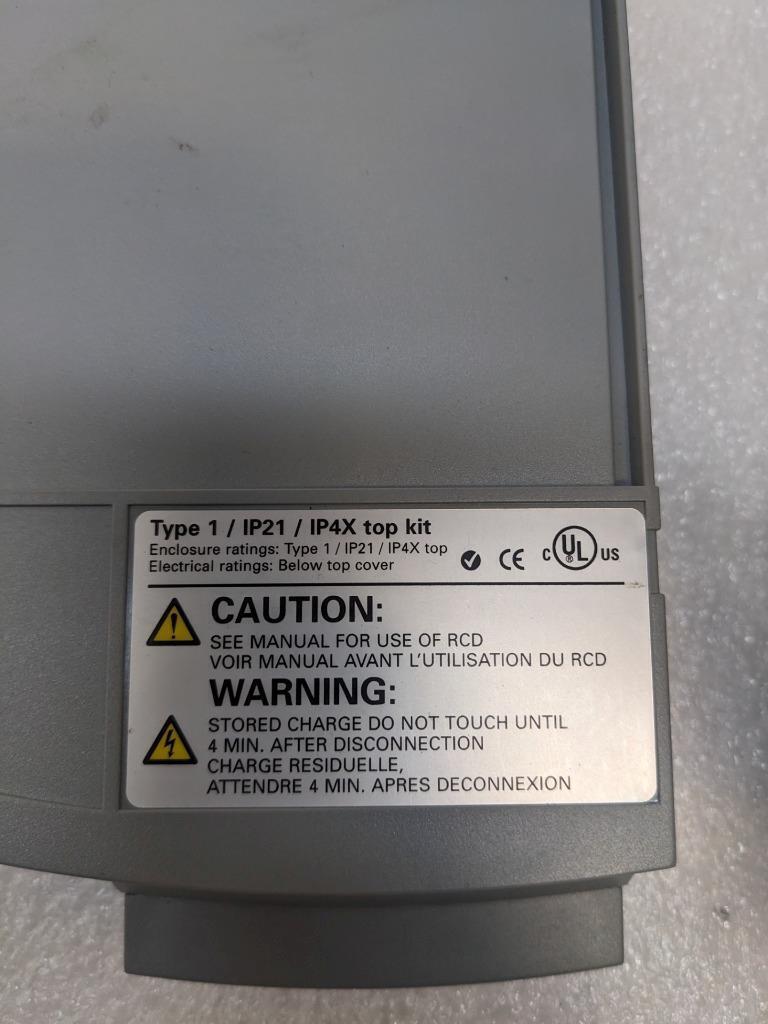 Type 1 / IP21 / IP4X top kit
Enclosure ratings: Type 1 / IP21 / IP4X top
Electrical ratings: Below top cover
CE
C UL US
®
CAUTION:
SEE MANUAL FOR USE OF RCD
VOIR MANUAL AVANT L'UTILISATION DU RCD
WARNING:
STORED CHARGE DO NOT TOUCH UNTIL
4 MIN. AFTER DISCONNECTION
CHARGE RESIDUELLE,
ATTENDRE 4 MIN. APRES DECONNEXION